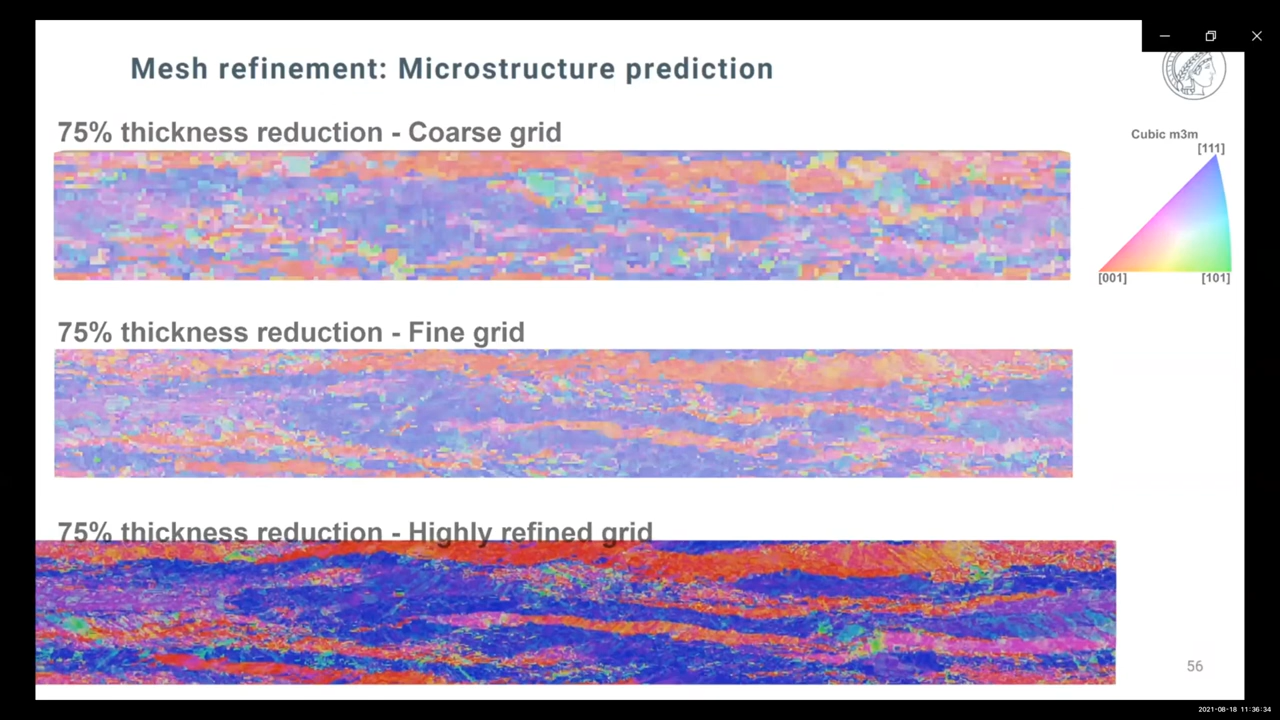 Mesh refinement: Microstructure prediction
75% thickness reduction - Coarse grid
Cubic m3m
[111]
[001]
[101]
75% thickness reduction - Fine grid
75% thickness reduction - Highly refined grid
56
2021-08-18 11:36:34